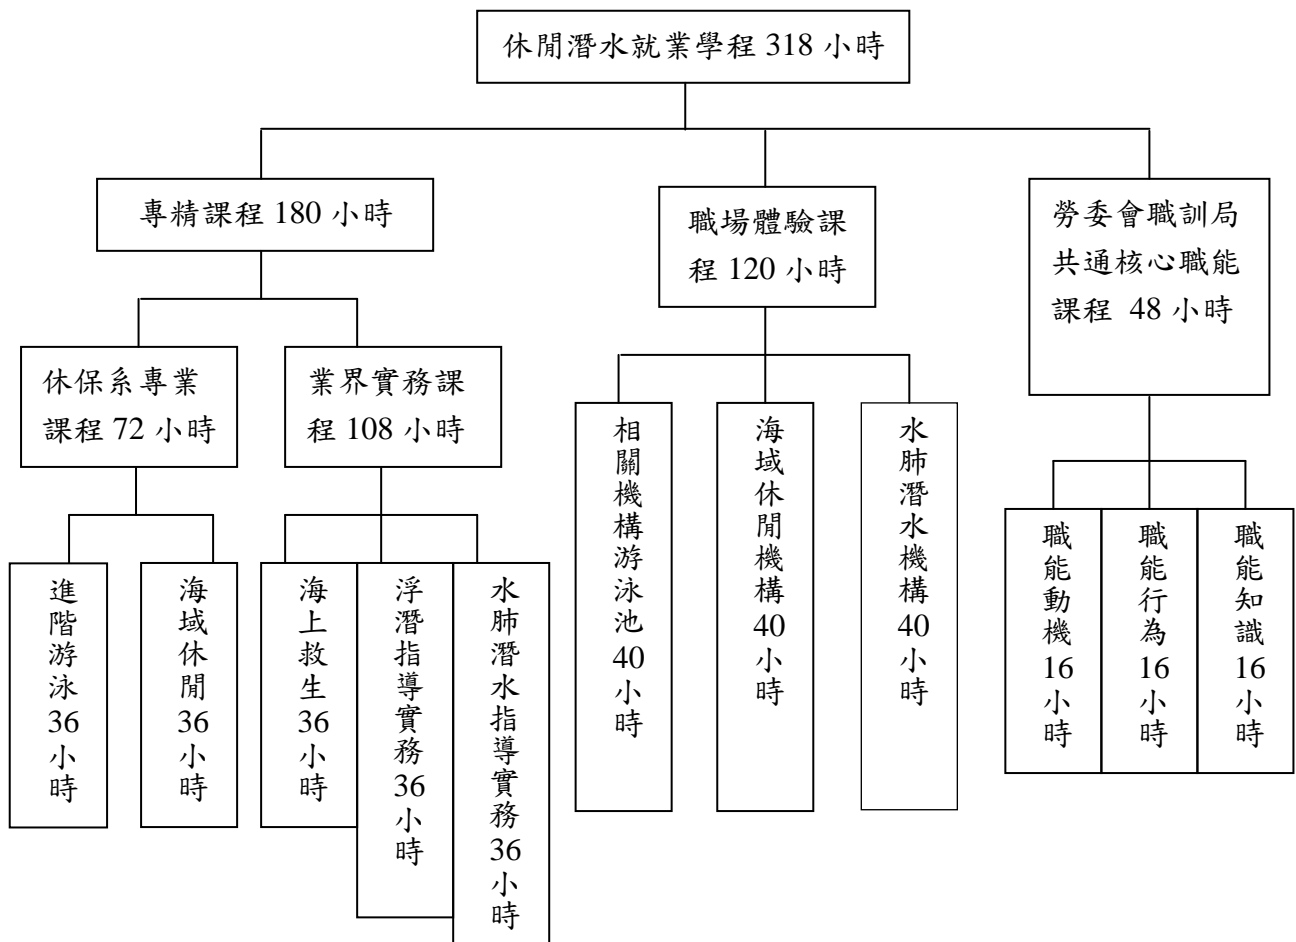 休閒潛水就業學程 318 小時
專精課程 180 小時
職場體驗課
程 120 小時
勞委會職訓局
共通核心職能
課程 48 小時
休保系專業
課程 72 小時
業界實務課
程 108 小時
相關機構游泳池40小時
海域休閒機構40小時
水肺潛水機構40小時
職能動機16小時
職能行為16小時
職能知識16小時
進階游泳36小時
海域休閒36小時
海上救生36小時
浮潛指導實務36小時
水肺潛水指導實務36小時